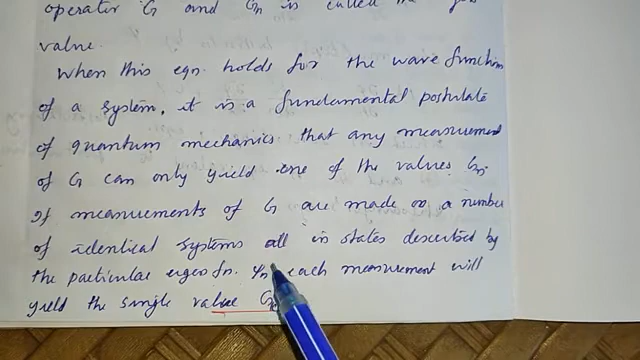 operator G and Gn is called the
value.
When this eqn. holds for the wave function
of a system, it is a fundamental postulate
of quantum mechanics that any measurement
of G can only yield one of the values Gn.
If measurements of G are made on a number
of identical systems all in states described by
the particular eigen fn. Ψn each measurement will
yield the single value Gn